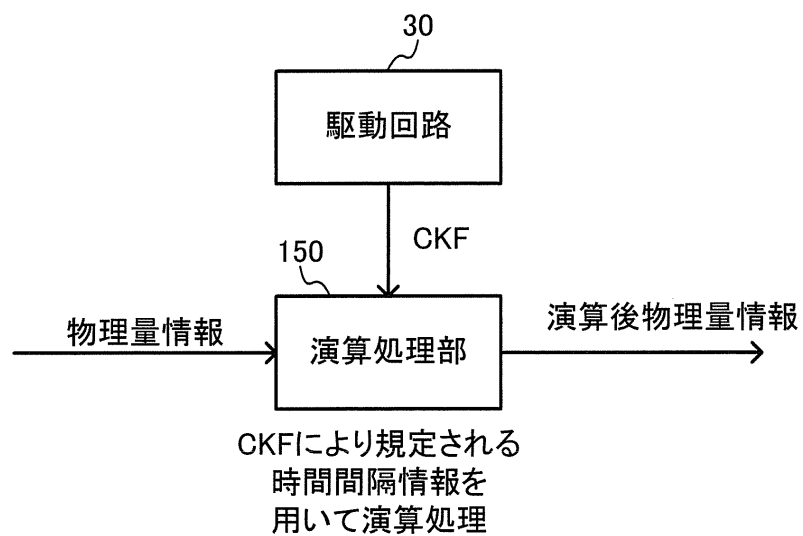 30
駆動回路
CKF
150
物理量情報
演算処理部
演算後物理量情報
CKFにより規定される
時間間隔情報を
用いて演算処理